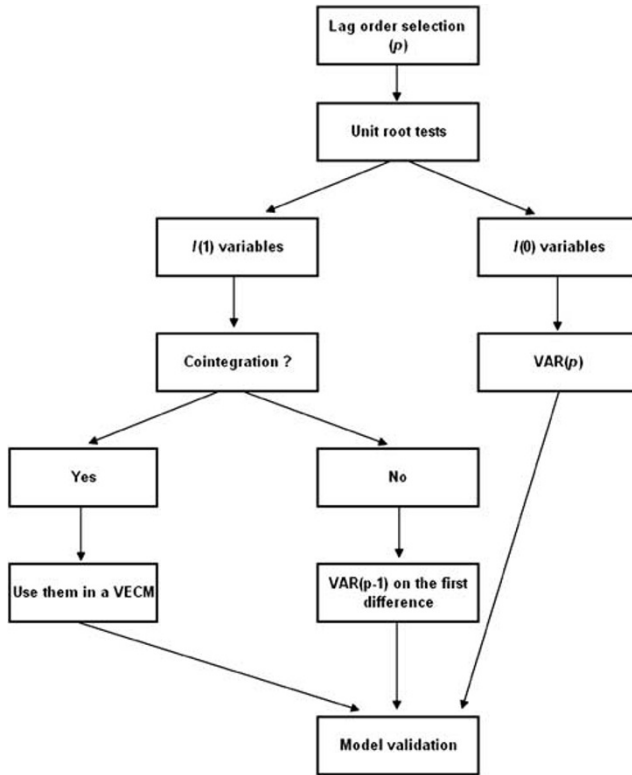 Lag order selection
(p)
Unit root tests
I(1) variables
I(0) variables
Cointegration ?
VAR(p)
Yes
No
Use them in a VECM
VAR(p-1) on the first
difference
Model validation